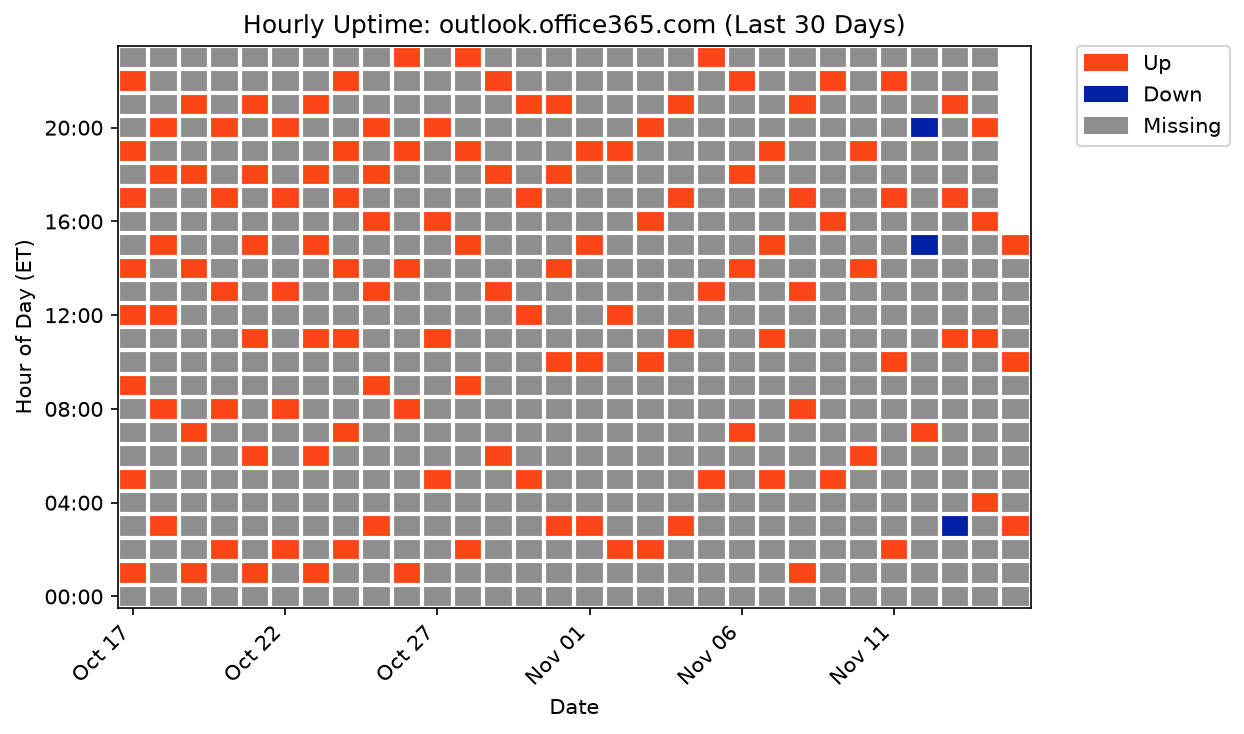 Hourly Uptime: outlook.office365.com (Last 30 Days)
Up
Down
Missing
Hour of Day (ET)
20:00
16:00
12:00
08:00
04:00
00:00
Oct 17
Oct 22
Oct 27
Nov 01
Nov 06
Nov 11
Date